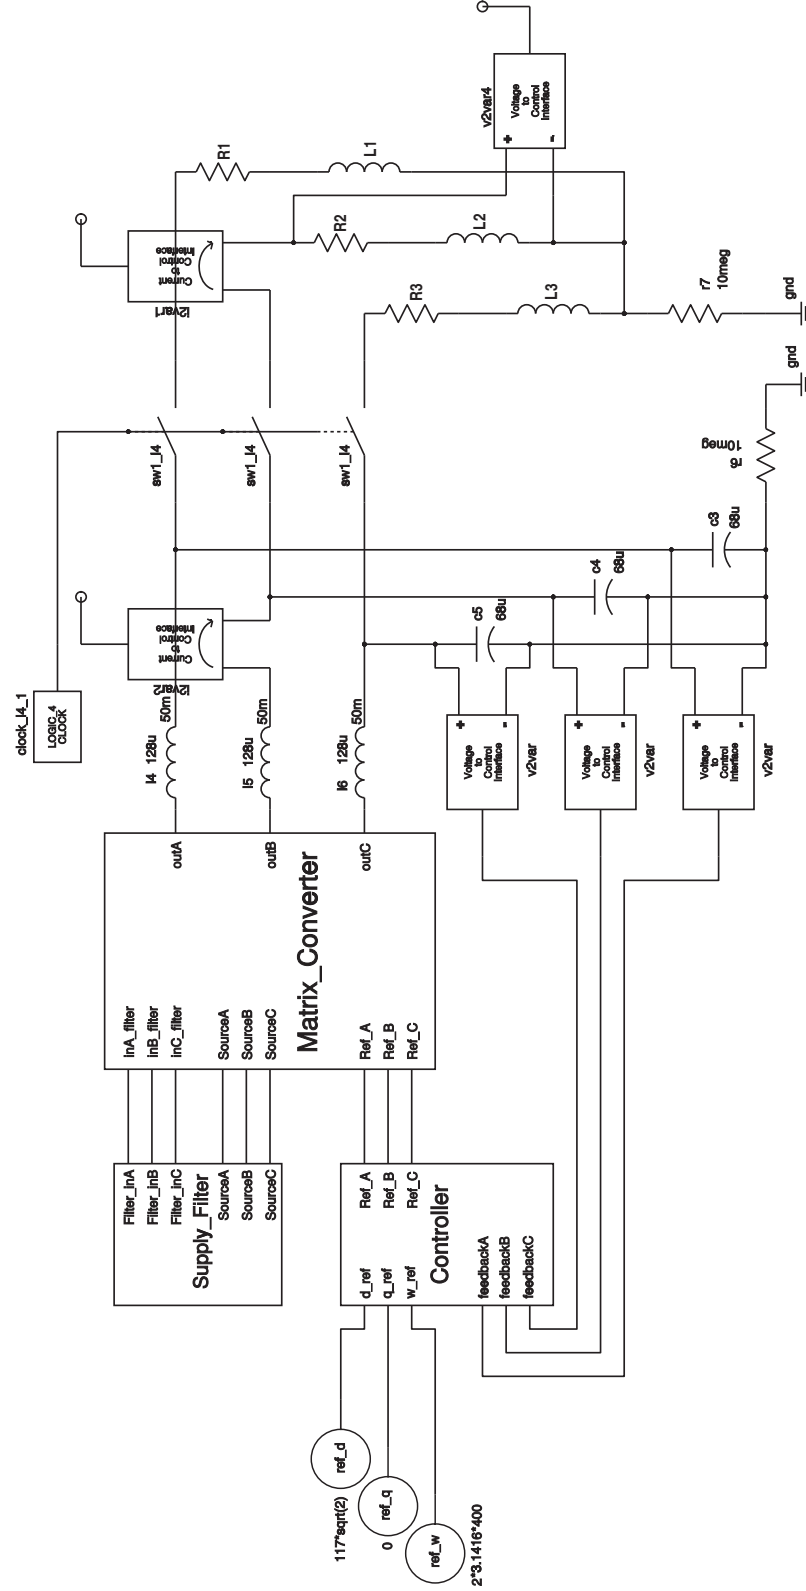 v2var4
Voltage
to
Control
Interface
+
-
R1
L1
R2
L2
R3
L3
r7
10meg
gnd
gnd
Current
to
Control
Interface
i2var1
sw1_l4
sw1_l4
sw1_l4
r6
10meg
c3
68u
c4
68u
c5
68u
Current
to
Control
Interface
i2var2
clock_l4_1
LOGIC_4
CLOCK
l4
128u
50m
l5
128u
50m
l6
128u
50m
+
-
Voltage
to
Control
Interface
v2var
+
-
Voltage
to
Control
Interface
v2var
+
-
Voltage
to
Control
Interface
v2var
outA
outB
outC
Matrix_Converter
inA_filter
inB_filter
inC_filter
SourceA
SourceB
SourceC
Ref_A
Ref_B
Ref_C
Filter_inA
Filter_inB
Filter_inC
SourceA
SourceB
SourceC
Supply_Filter
Ref_A
Ref_B
Ref_C
Controller
d_ref
q_ref
w_ref
feedbackA
feedbackB
feedbackC
ref_d
117*sqrt(2)
ref_q
0
ref_w
2*3.1416*400